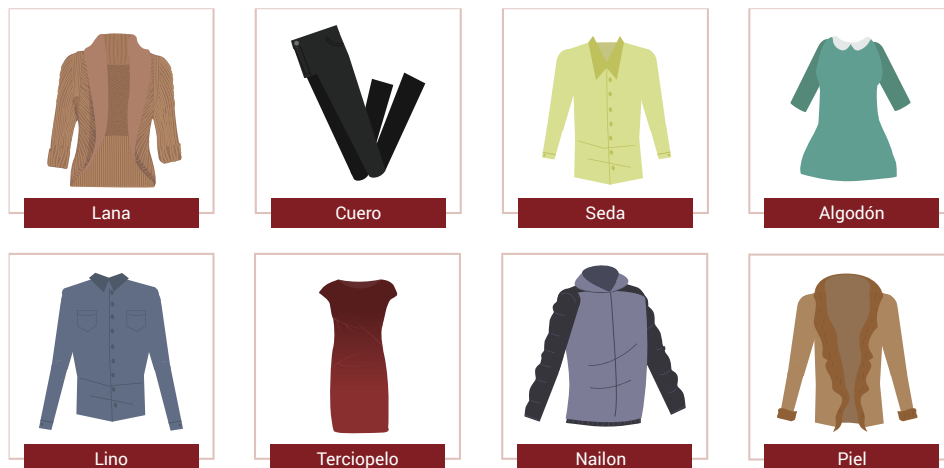 Lana
Cuero
Seda
Algodón
Lino
Terciopelo
Nailon
Piel